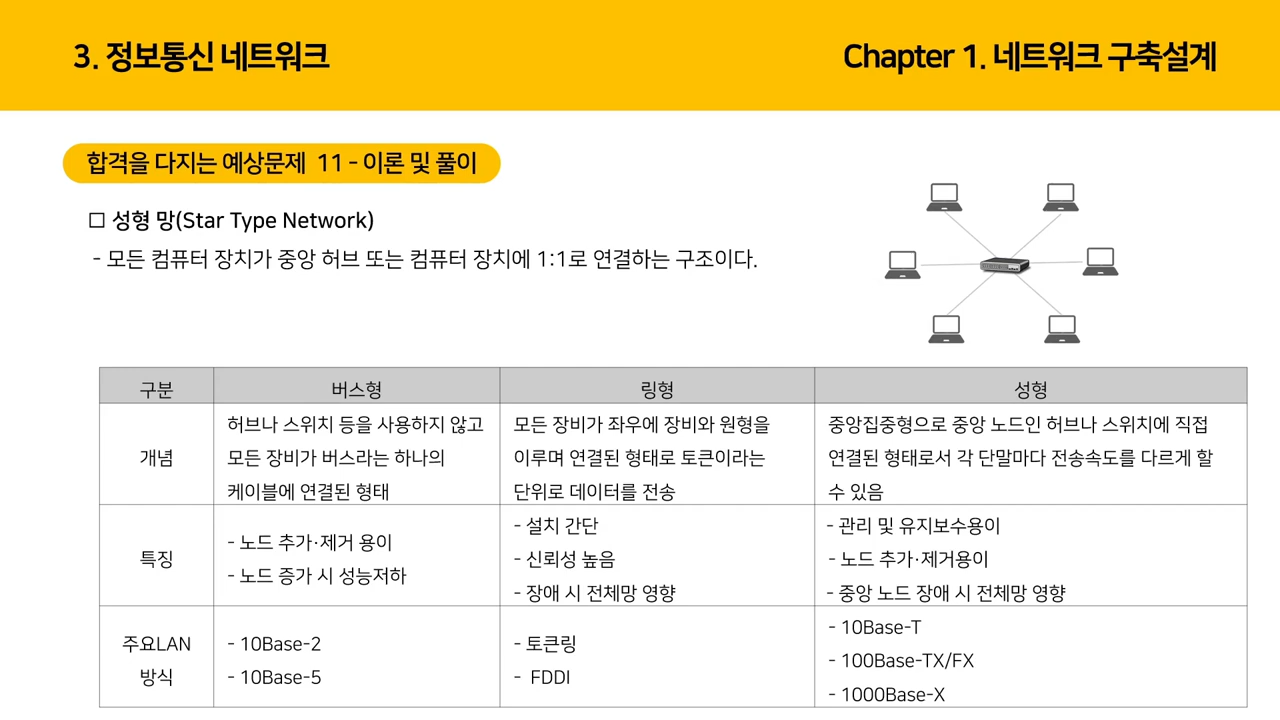 3. 정보통신 네트워크
Chapter 1. 네트워크 구축설계
합격을 다지는 예상문제 11 - 이론 및 풀이
□ 성형 망(Star Type Network)
- 모든 컴퓨터 장치가 중앙 허브 또는 컴퓨터 장치에 1:1로 연결하는 구조이다.
구분 버스형 링형 성형
개념
허브나 스위치 등을 사용하지 않고
모든 장비가 버스라는 하나의
케이블에 연결된 형태
모든 장비가 좌우에 장비와 원형을
이루며 연결된 형태로 토큰이라는
단위로 데이터를 전송
중앙집중형으로 중앙 노드인 허브나 스위치에 직접
연결된 형태로서 각 단말마다 전송속도를 다르게 할
수 있음
특징
- 노드 추가·제거 용이
- 노드 증가 시 성능저하
- 설치 간단
- 신뢰성 높음
- 장애 시 전체망 영향
- 관리 및 유지보수용이
- 노드 추가·제거용이
- 중앙 노드 장애 시 전체망 영향
주요LAN
방식
- 10Base-2
- 10Base-5
- 토큰링
- FDDI
- 10Base-T
- 100Base-TX/FX
- 1000Base-X